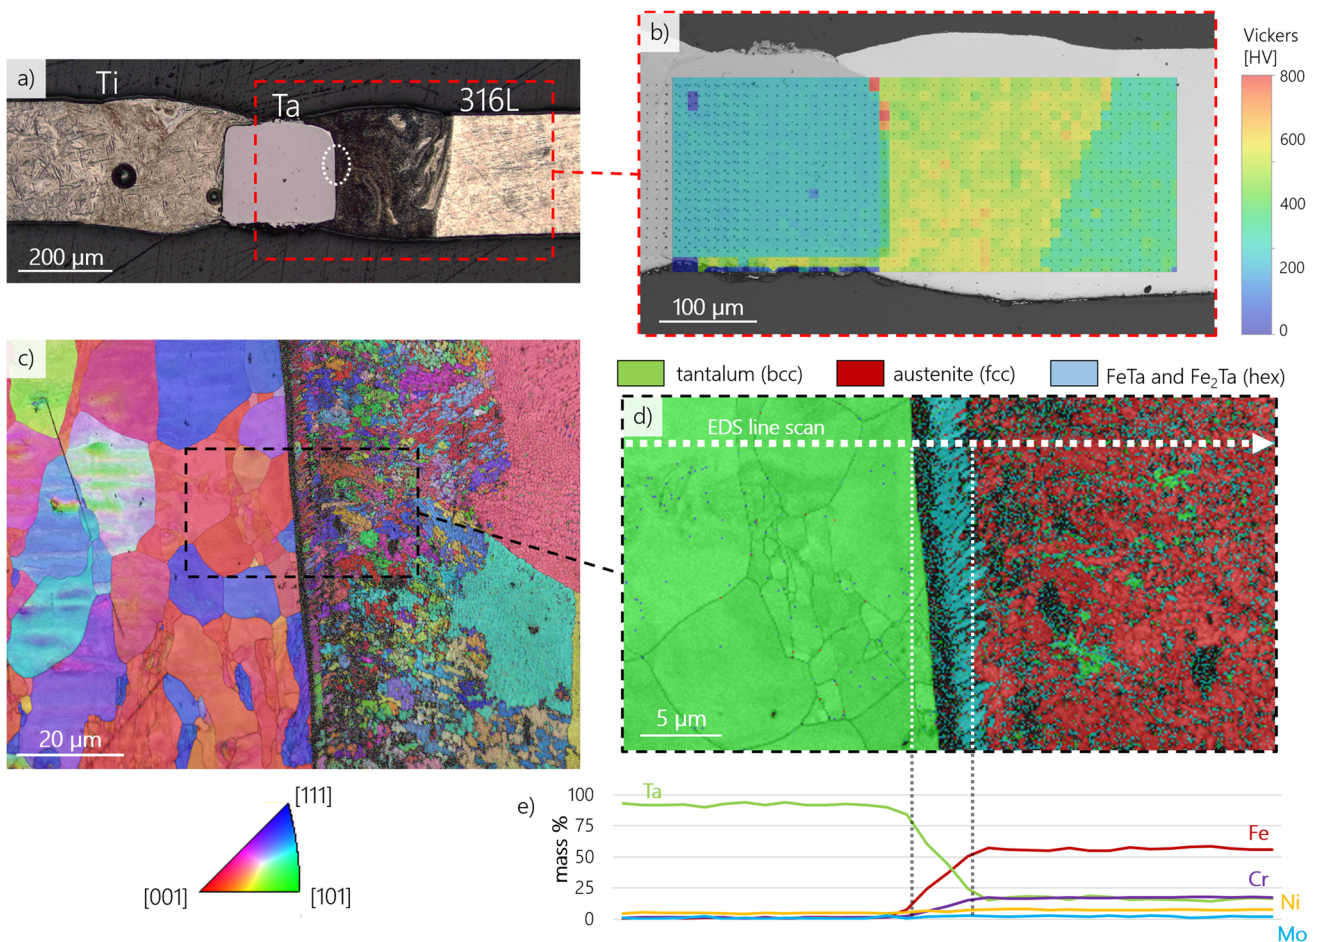 a)
Ti
Ta
316L
200 µm
b)
100 µm
Vickers
[HV]
800
600
400
200
0
c)
20 µm
[111]
[001]
[101]
tantalum (bcc)
austenite (fcc)
FeTa and Fe₂Ta (hex)
d)
EDS line scan
5 µm
e)
mass %
100
75
50
25
0
Ta
Fe
Cr
Ni
Mo